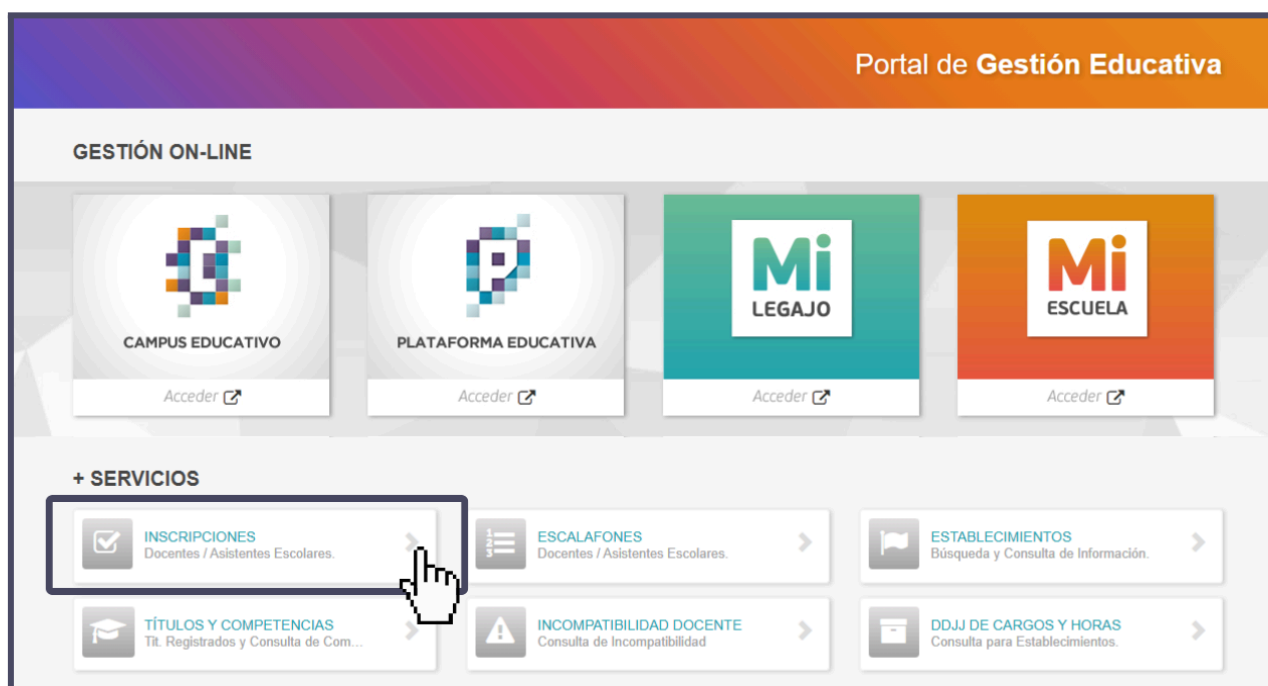 Portal de Gestión Educativa
GESTIÓN ON-LINE
CAMPUS EDUCATIVO
Acceder
PLATAFORMA EDUCATIVA
Acceder
Mi
LEGAJO
Acceder
Mi
ESCUELA
Acceder
+ SERVICIOS
INSCRIPCIONES
Docentes / Asistentes Escolares.
ESCALAFONES
Docentes / Asistentes Escolares.
ESTABLECIMIENTOS
Búsqueda y Consulta de Información.
TÍTULOS Y COMPETENCIAS
Tit. Registrados y Consulta de Com...
INCOMPATIBILIDAD DOCENTE
Consulta de Incompatibilidad
DDJJ DE CARGOS Y HORAS
Consulta para Establecimientos.